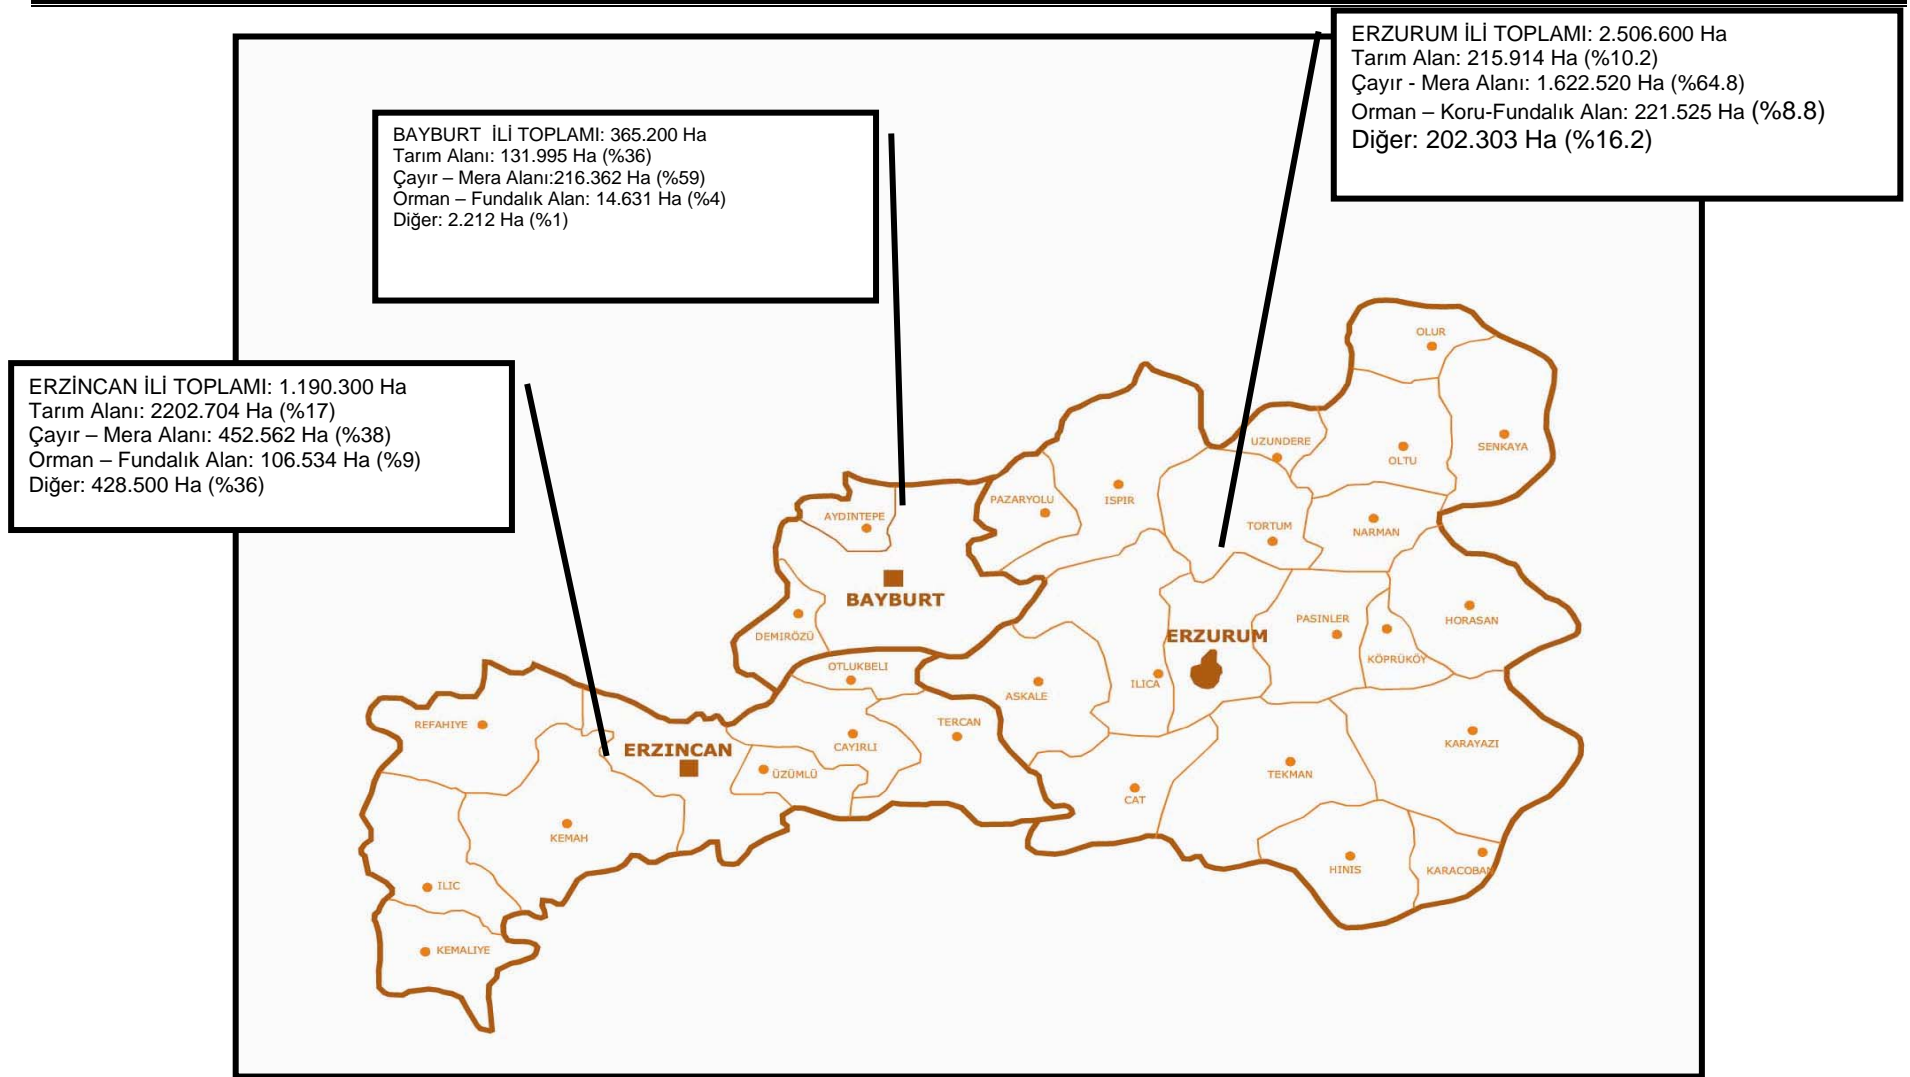 ERZURUM İLİ TOPLAMI: 2.506.600 Ha
Tarım Alan: 215.914 Ha (%10.2)
Çayır - Mera Alanı: 1.622.520 Ha (%64.8)
Orman – Koru-Fundalık Alan: 221.525 Ha (%8.8)
Diğer: 202.303 Ha (%16.2)
BAYBURT İLİ TOPLAMI: 365.200 Ha
Tarım Alanı: 131.995 Ha (%36)
Çayır – Mera Alanı:216.362 Ha (%59)
Orman – Fundalık Alan: 14.631 Ha (%4)
Diğer: 2.212 Ha (%1)
ERZİNCAN İLİ TOPLAMI: 1.190.300 Ha
Tarım Alanı: 2202.704 Ha (%17)
Çayır – Mera Alanı: 452.562 Ha (%38)
Orman – Fundalık Alan: 106.534 Ha (%9)
Diğer: 428.500 Ha (%36)
OLUR
UZUNDERE
OLTU
SENKAYA
PAZARYOLU
ISPIR
AYDINTEPE
TORTUM
NARMAN
BAYBURT
DEMIRÖZÜ
ERZURUM
PASINLER
KÖPRÜKÖY
HORASAN
OTLUKBELI
ASKALE
ILICA
REFAHIYE
ERZINCAN
CAYIRLI
TERCAN
KARAYAZI
ÜZÜMLÜ
TEKMAN
CAT
KEMAH
HINIS
KARACOBAN
ILIC
KEMALIYE